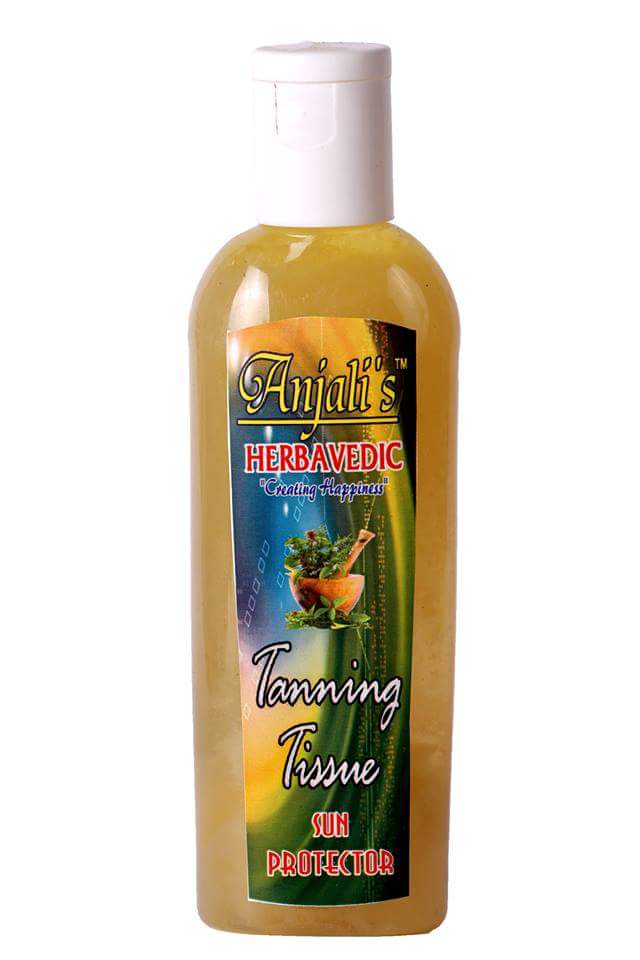 Anjali's™
HERBAVEDIC
"Creating Happiness"
Tanning
Tissue
SUN
PROTECTOR